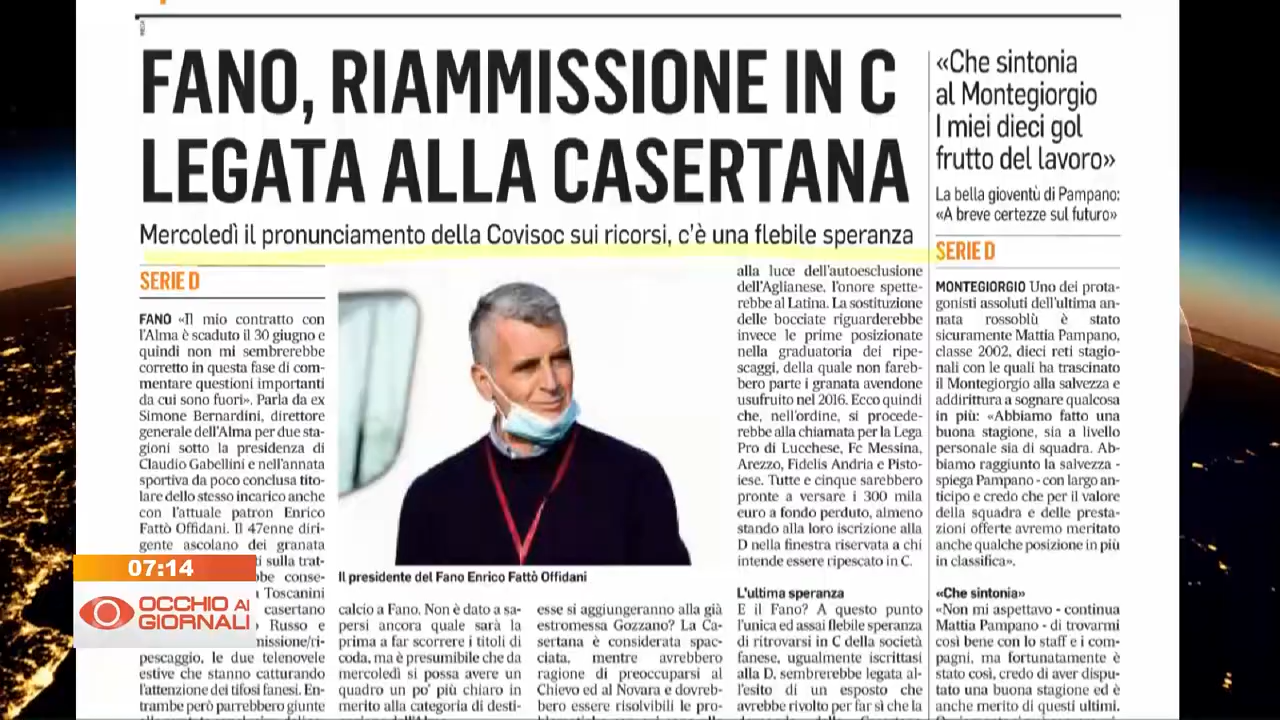 FANO, RIAMMISSIONE IN C
LEGATA ALLA CASERTANA
Mercoledì il pronunciamento della Covisoc sui ricorsi, c'è una flebile speranza
SERIE D
FANO «Il mio contratto con
l'Alma è scaduto il 30 giugno e
quindi non mi sembrerebbe
corretto in questa fase di com-
mentare questioni importanti
da cui sono fuori». Parla da ex
Simone Bernardini, direttore
generale dell'Alma per due sta-
gioni sotto la presidenza di
Claudio Gabellini e nell'annata
sportiva da poco conclusa tito-
lare dello stesso incarico anche
con l'attuale patron Enrico
Fattò Offidani. Il 47enne diri-
gente ascolano dei granata
i sulla trat-
bbe conse-
Toscanini
casertano
Russo e
missione/ri-
pescaggio, le due telenovele
estive che stanno catturando
l'attenzione dei tifosi fanesi. En-
trambe però parrebbero giunte
Il presidente del Fano Enrico Fattò Offidani
calcio a Fano. Non è dato a sa-
persi ancora quale sarà la
prima a far scorrere i titoli di
coda, ma è presumibile che da
mercoledì si possa avere un
quadro un po' più chiaro in
merito alla categoria di desti-
esse si aggiungeranno alla già
estromessa Gozzano? La Ca-
sertana è considerata spac-
ciata, mentre avrebbero
ragione di preoccuparsi al
Chievo ed al Novara e dovreb-
bero essere risolvibili le pro-
alla luce dell'autoesclusione
dell'Aglianese, l'onore spette-
rebbe al Latina. La sostituzione
delle bocciate riguarderebbe
invece le prime posizionate
nella graduatoria dei ripe-
scaggi, della quale non fareb-
bero parte i granata avendone
usufruito nel 2016. Ecco quindi
che, nell'ordine, si procede-
rebbe alla chiamata per la Lega
Pro di Lucchese, Fc Messina,
Arezzo, Fidelis Andria e Pisto-
iese. Tutte e cinque sarebbero
pronte a versare i 300 mila
euro a fondo perduto, almeno
stando alla loro iscrizione alla
D nella finestra riservata a chi
intende essere ripescato in C.
L'ultima speranza
E il Fano? A questo punto
l'unica ed assai flebile speranza
di ritrovarsi in C della società
fanese, ugualmente iscrittasi
alla D, sembrerebbe legata al-
l'esito di un esposto che
avrebbe rivolto per far sì che la
«Che sintonia
al Montegiorgio
I miei dieci gol
frutto del lavoro»
La bella gioventù di Pampano:
«A breve certezze sul futuro»
SERIE D
MONTEGIORGIO Uno dei prota-
gonisti assoluti dell'ultima an-
nata rossoblù è stato
sicuramente Mattia Pampano,
classe 2002, dieci reti stagio-
nali con le quali ha trascinato
il Montegiorgio alla salvezza e
addirittura a sognare qualcosa
in più: «Abbiamo fatto una
buona stagione, sia a livello
personale sia di squadra. Ab-
biamo raggiunto la salvezza -
spiega Pampano - con largo an-
ticipo e credo che per il valore
della squadra e delle presta-
zioni offerte avremo meritato
anche qualche posizione in più
in classifica».
«Che sintonia»
«Non mi aspettavo - continua
Mattia Pampano - di trovarmi
così bene con lo staff e i com-
pagni, ma fortunatamente è
stato così, credo di aver dispu-
tato una buona stagione ed è
anche merito di questi ultimi.
07:14
OCCHIO AI
GIORNALI